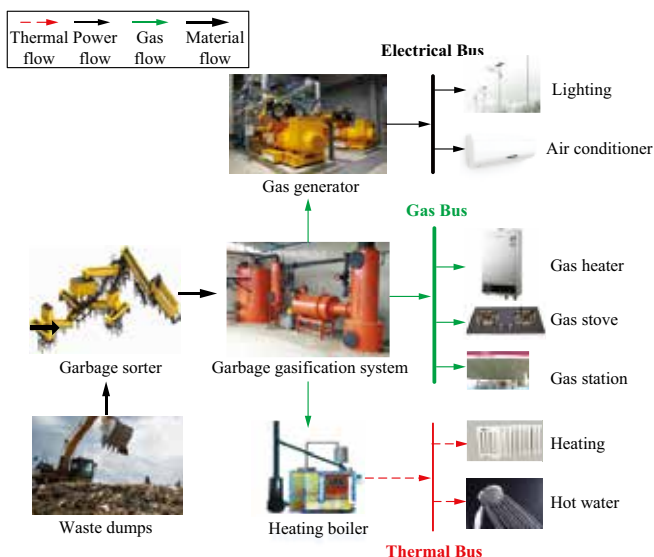 Thermal flow
Power flow
Gas flow
Material flow
Electrical Bus
Lighting
Air conditioner
Gas generator
Gas Bus
Gas heater
Gas stove
Gas station
Garbage sorter
Garbage gasification system
Waste dumps
Heating boiler
Heating
Hot water
Thermal Bus